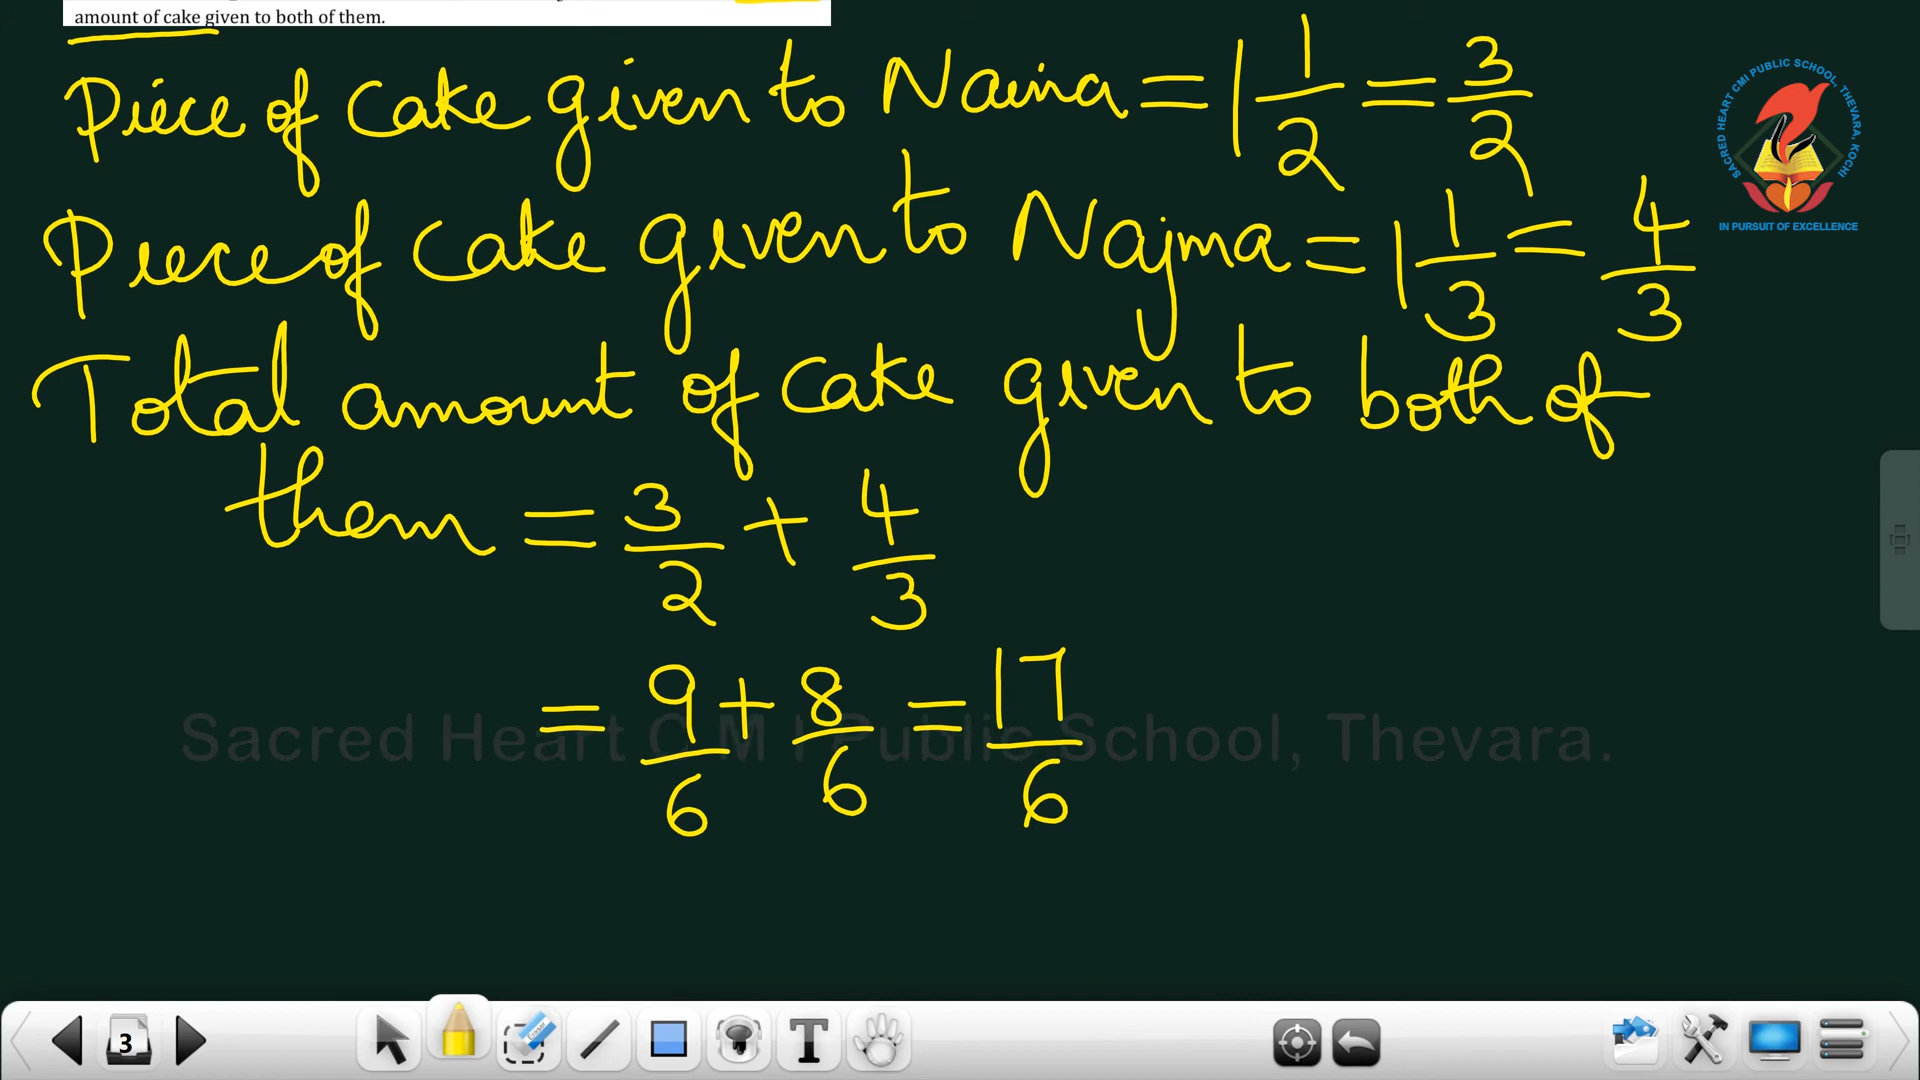 amount of cake given to both of them.
Piece of cake given to Naina = 1 1/2 = 3/2
SACRED HEART CMI PUBLIC SCHOOL, THEVARA, KOCHI
IN PURSUIT OF EXCELLENCE
Piece of cake given to Najma = 1 1/3 = 4/3
Total amount of cake given to both of
them = 3/2 + 4/3
= 9/6 + 8/6 = 17/6
Sacred Heart C M I Public School, Thevara.
3
Eraser
T